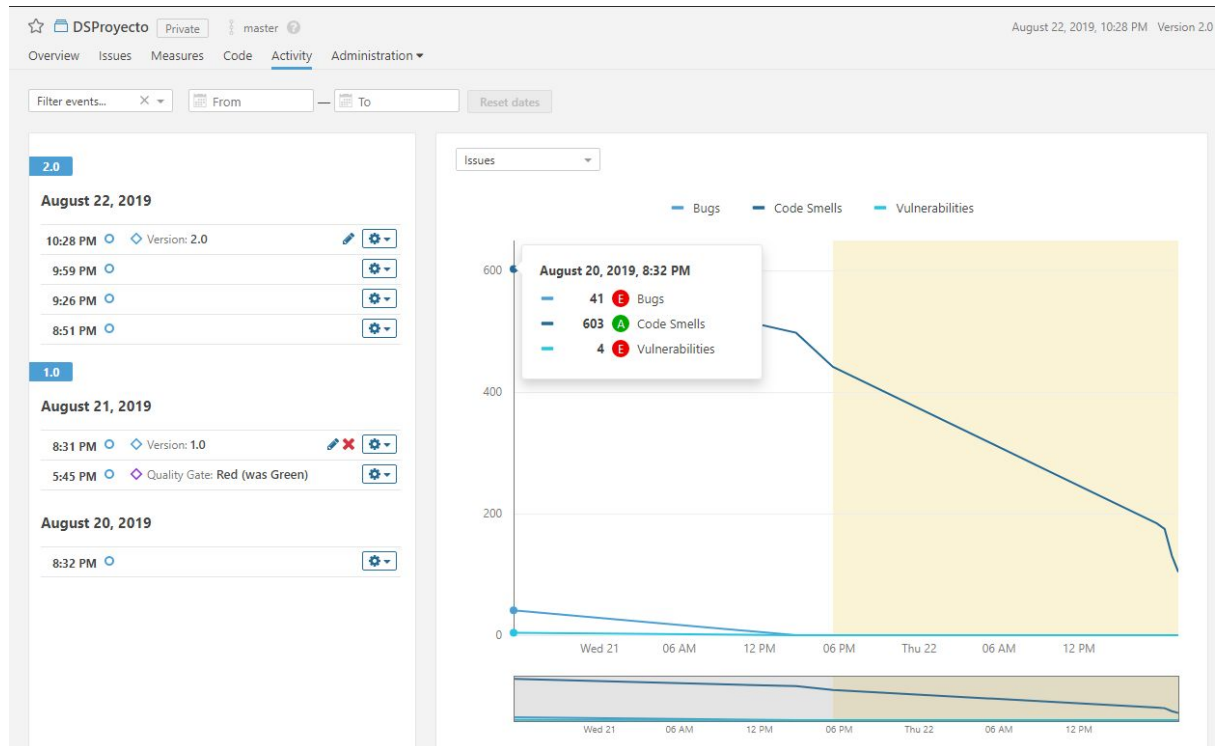 DSProyecto Private master ?
August 22, 2019, 10:28 PM Version 2.0
Overview Issues Measures Code Activity Administration
Filter events... From — To Reset dates
2.0
August 22, 2019
10:28 PM Version: 2.0
9:59 PM
9:26 PM
8:51 PM
1.0
August 21, 2019
8:31 PM Version: 1.0
5:45 PM Quality Gate: Red (was Green)
August 20, 2019
8:32 PM
Issues
Bugs Code Smells Vulnerabilities
August 20, 2019, 8:32 PM
41 E Bugs
603 A Code Smells
4 E Vulnerabilities
600
400
200
0
Wed 21 06 AM 12 PM 06 PM Thu 22 06 AM 12 PM
Wed 21 06 AM 12 PM 06 PM Thu 22 06 AM 12 PM